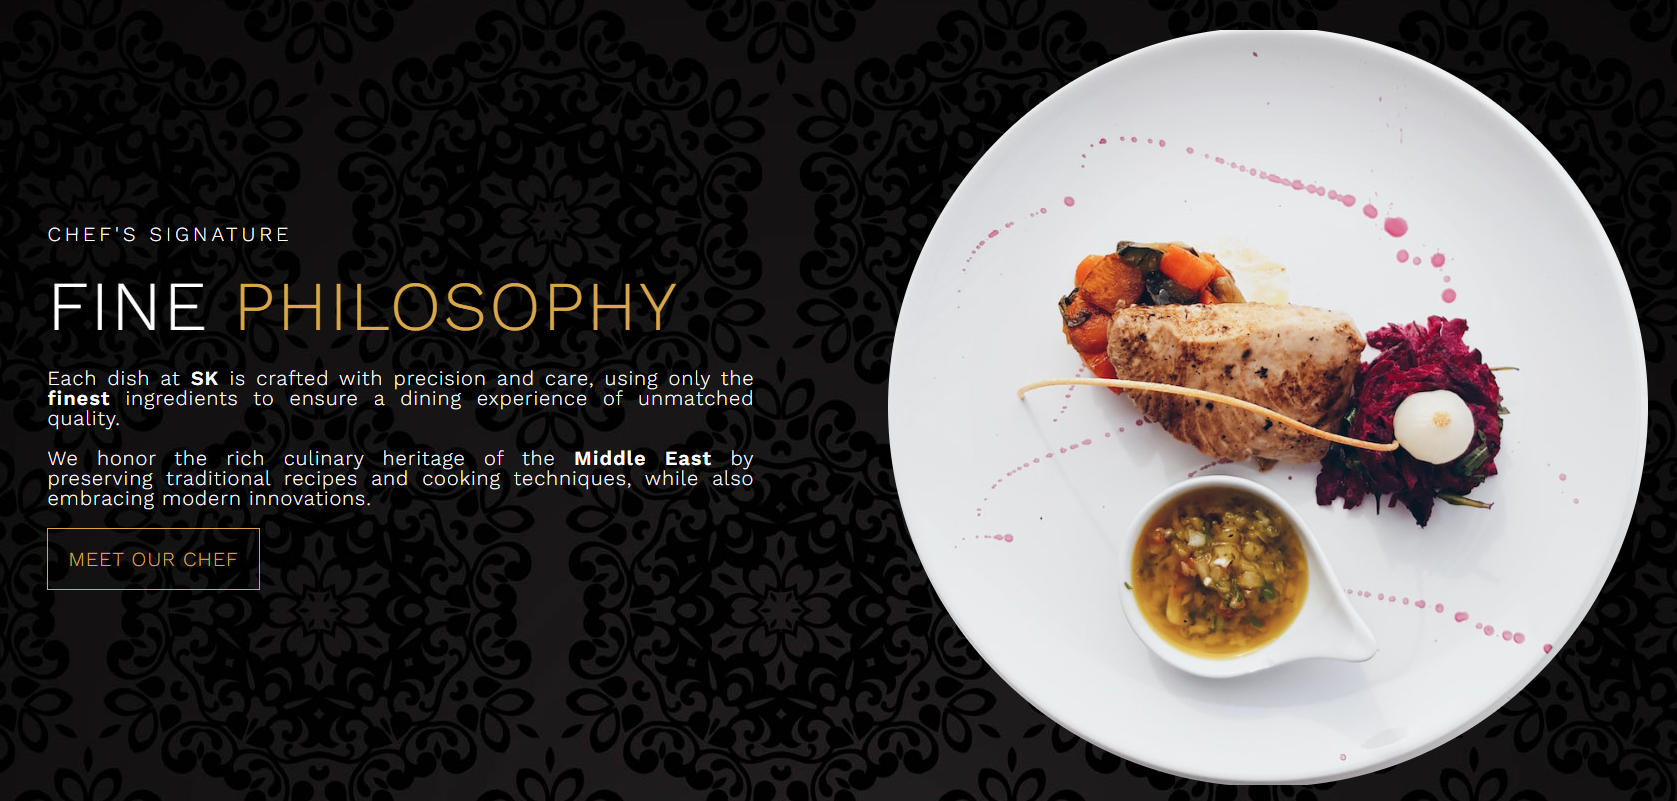 CHEF'S SIGNATURE
FINE PHILOSOPHY
Each dish at SK is crafted with precision and care, using only the
finest ingredients to ensure a dining experience of unmatched
quality.
We honor the rich culinary heritage of the Middle East by
preserving traditional recipes and cooking techniques, while also
embracing modern innovations.
MEET OUR CHEF